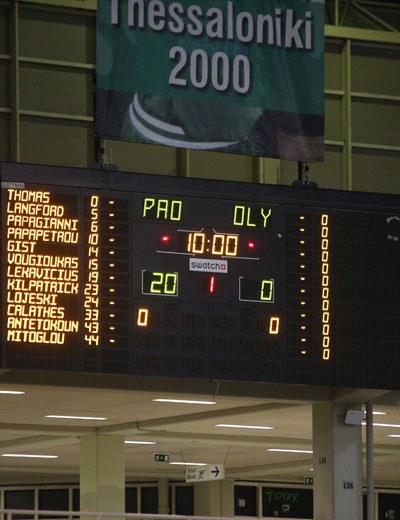 Thessaloniki
2000
THOMAS 0 -
LANGFORD 5 -
PAPAGIANNI 6 -
PAPAPETROU 10 -
GIST 14 -
VOUGIOUKAS 15 -
LEKAVICIUS 19 -
KILPATRICK 23 -
LOJESKI 24 -
CALATHES 33 -
ANTETOKOUN 43 -
MITOGLOU 44 -
PAO OLY
10:00
swatch
20 1 0
0 0
- 0
- 0
- 0
- 0
- 0
- 0
- 0
- 0
- 0
- 0
- 0
- 0